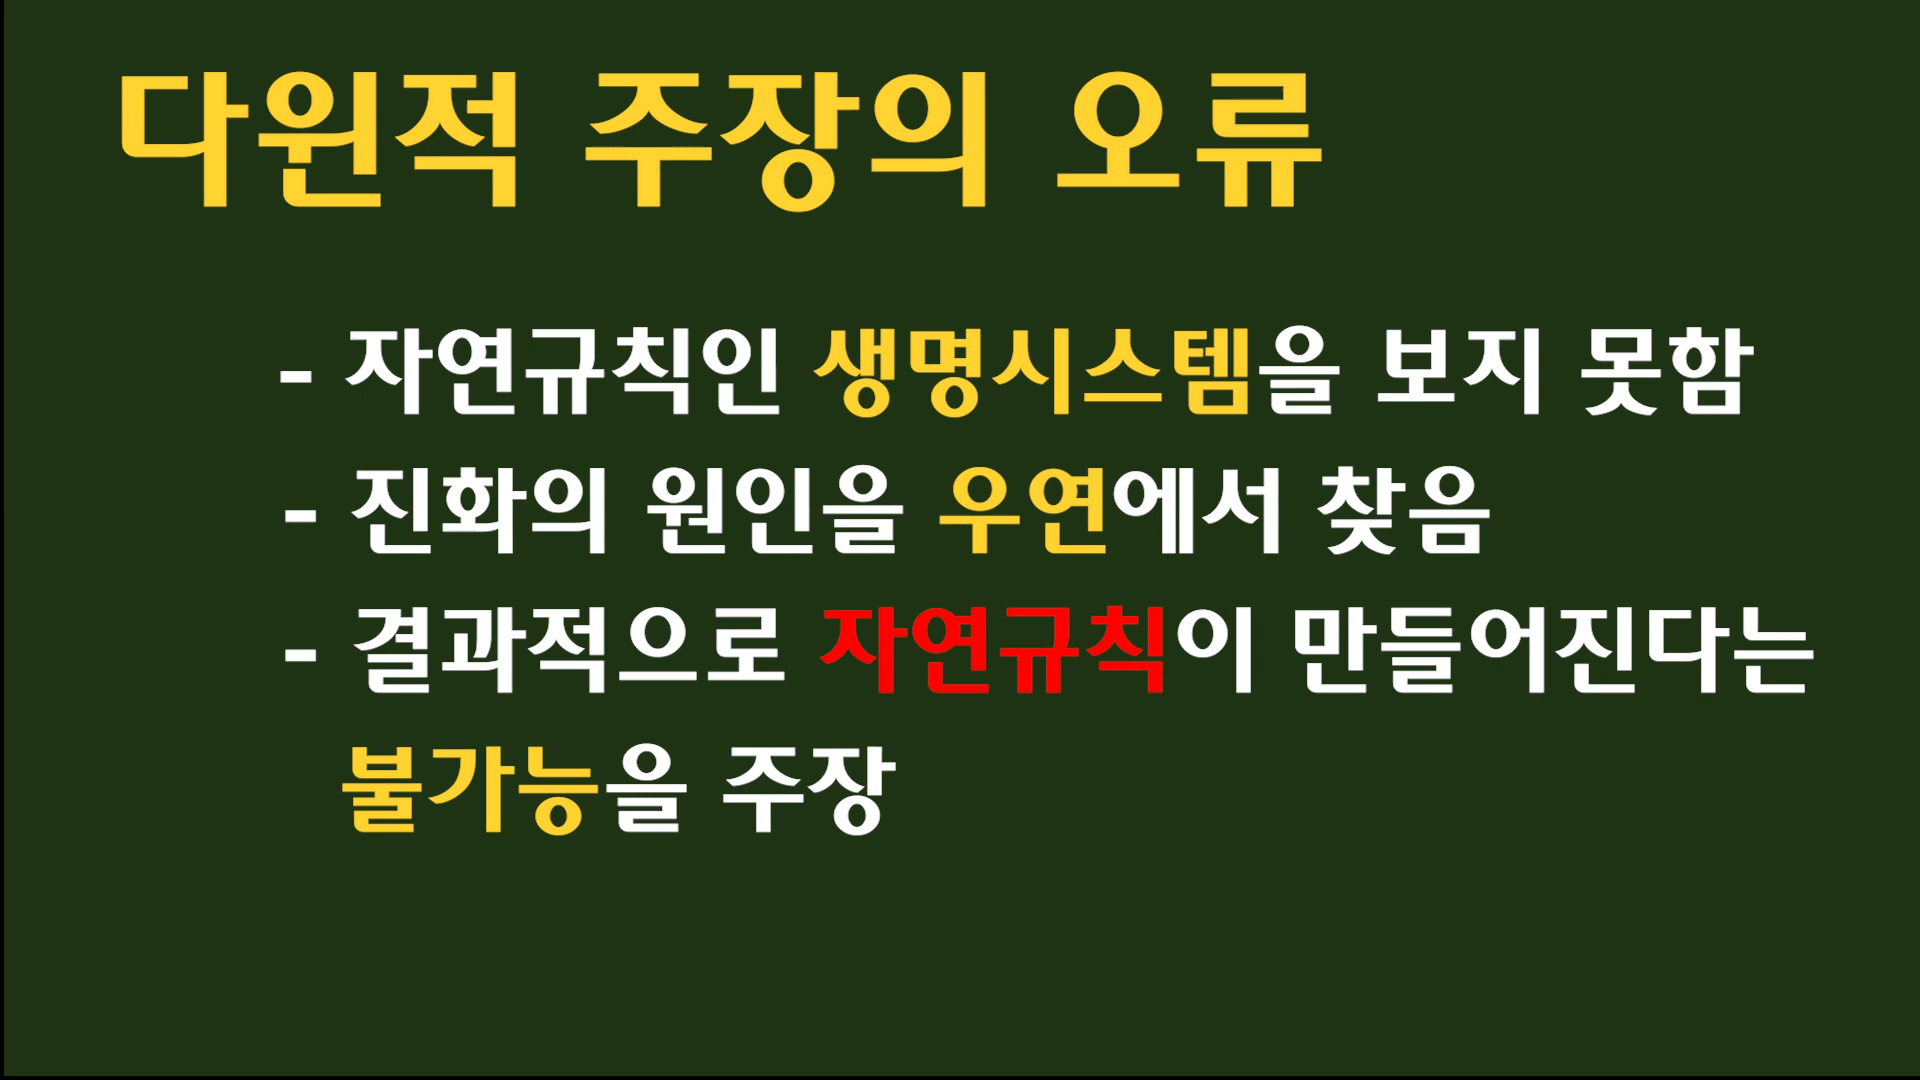 다윈적 주장의 오류
- 자연규칙인 생명시스템을 보지 못함
- 진화의 원인을 우연에서 찾음
- 결과적으로 자연규칙이 만들어진다는
불가능을 주장